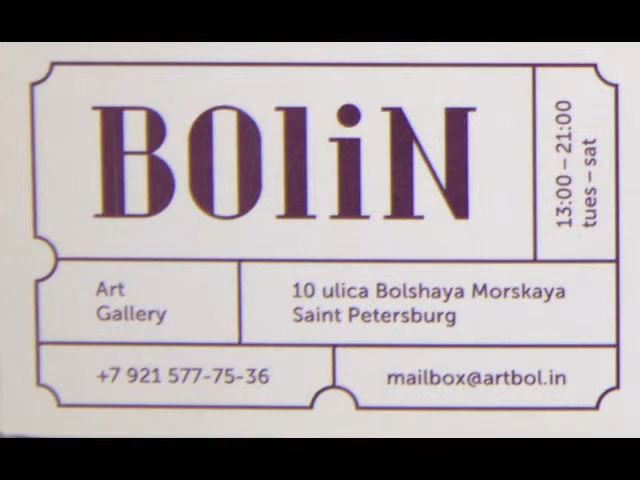 BOliN
13:00 – 21:00
tues – sat
Art
Gallery
10 ulica Bolshaya Morskaya
Saint Petersburg
+7 921 577-75-36
mailbox@artbol.in